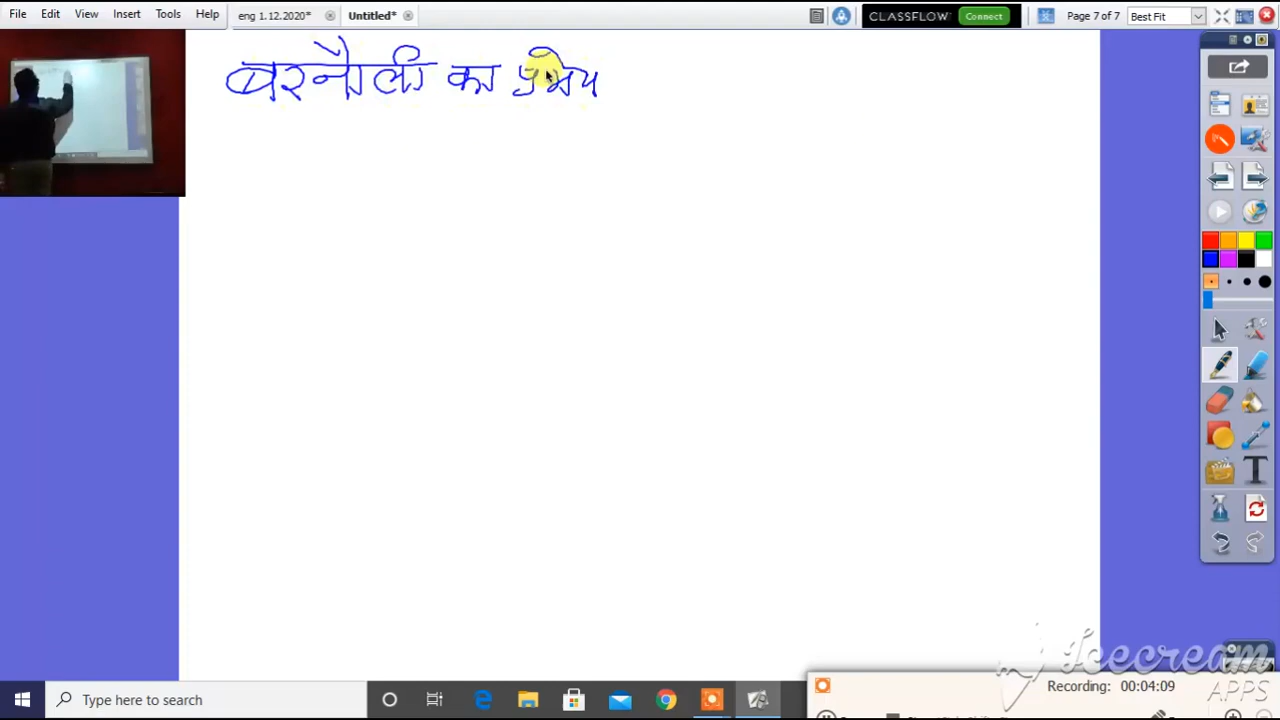 File Edit View Insert Tools Help eng 1.12.2020* Untitled* CLASSFLOW Connect Page 7 of 7 Best Fit
बरनौली का प्रमेय
T
Icecream
APPS
Type here to search
Recording: 00:04:09